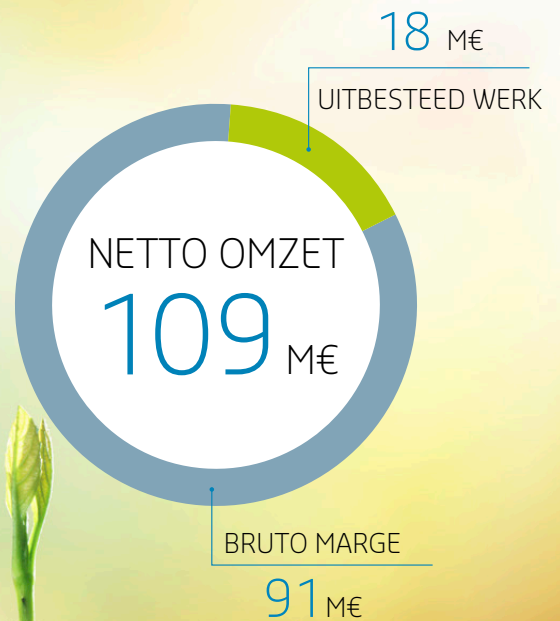 18 M€
UITBESTEED WERK
NETTO OMZET
109 M€
BRUTO MARGE
91 M€